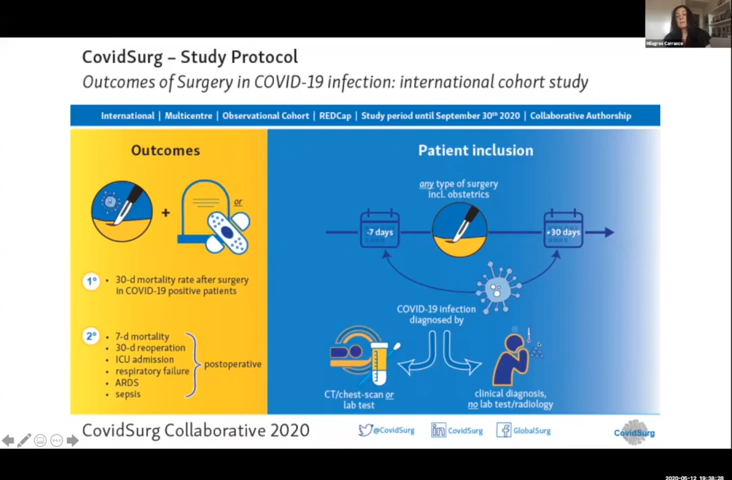 Milagros Carrasco
CovidSurg – Study Protocol
Outcomes of Surgery in COVID-19 infection: international cohort study
International | Multicentre | Observational Cohort | REDCap | Study period until September 30th 2020 | Collaborative Authorship
Outcomes
+
or
1º
• 30-d mortality rate after surgery
in COVID-19 positive patients
2º
• 7-d mortality
• 30-d reoperation
• ICU admission
• respiratory failure
• ARDS
• sepsis
postoperative
Patient inclusion
any type of surgery
incl. obstetrics
-7 days
+30 days
COVID-19 infection
diagnosed by
CT/chest-scan or
lab test
clinical diagnosis,
no lab test/radiology
CovidSurg Collaborative 2020
@CovidSurg
CovidSurg
GlobalSurg
CovidSurg
2020-05-12 19:38:28